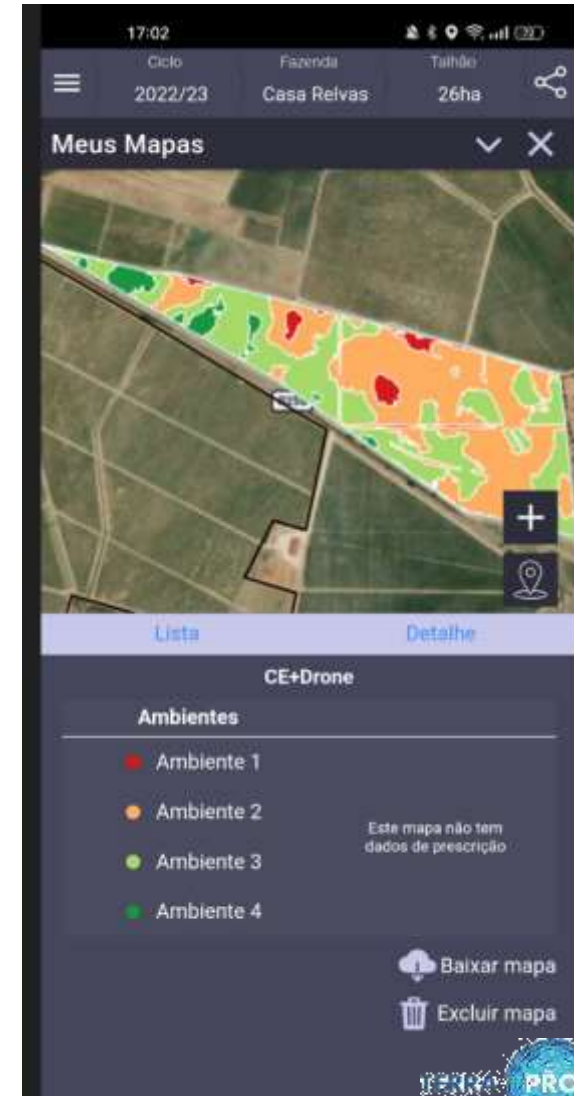 17:02
Ciclo Fazenda Talhão
2022/23 Casa Relvas 26ha
Meus Mapas
Lista Detalhe
CE+Drone
Ambientes
Ambiente 1
Ambiente 2
Ambiente 3
Ambiente 4
Este mapa não tem
dados de prescrição
Baixar mapa
Excluir mapa
TERRA PRO